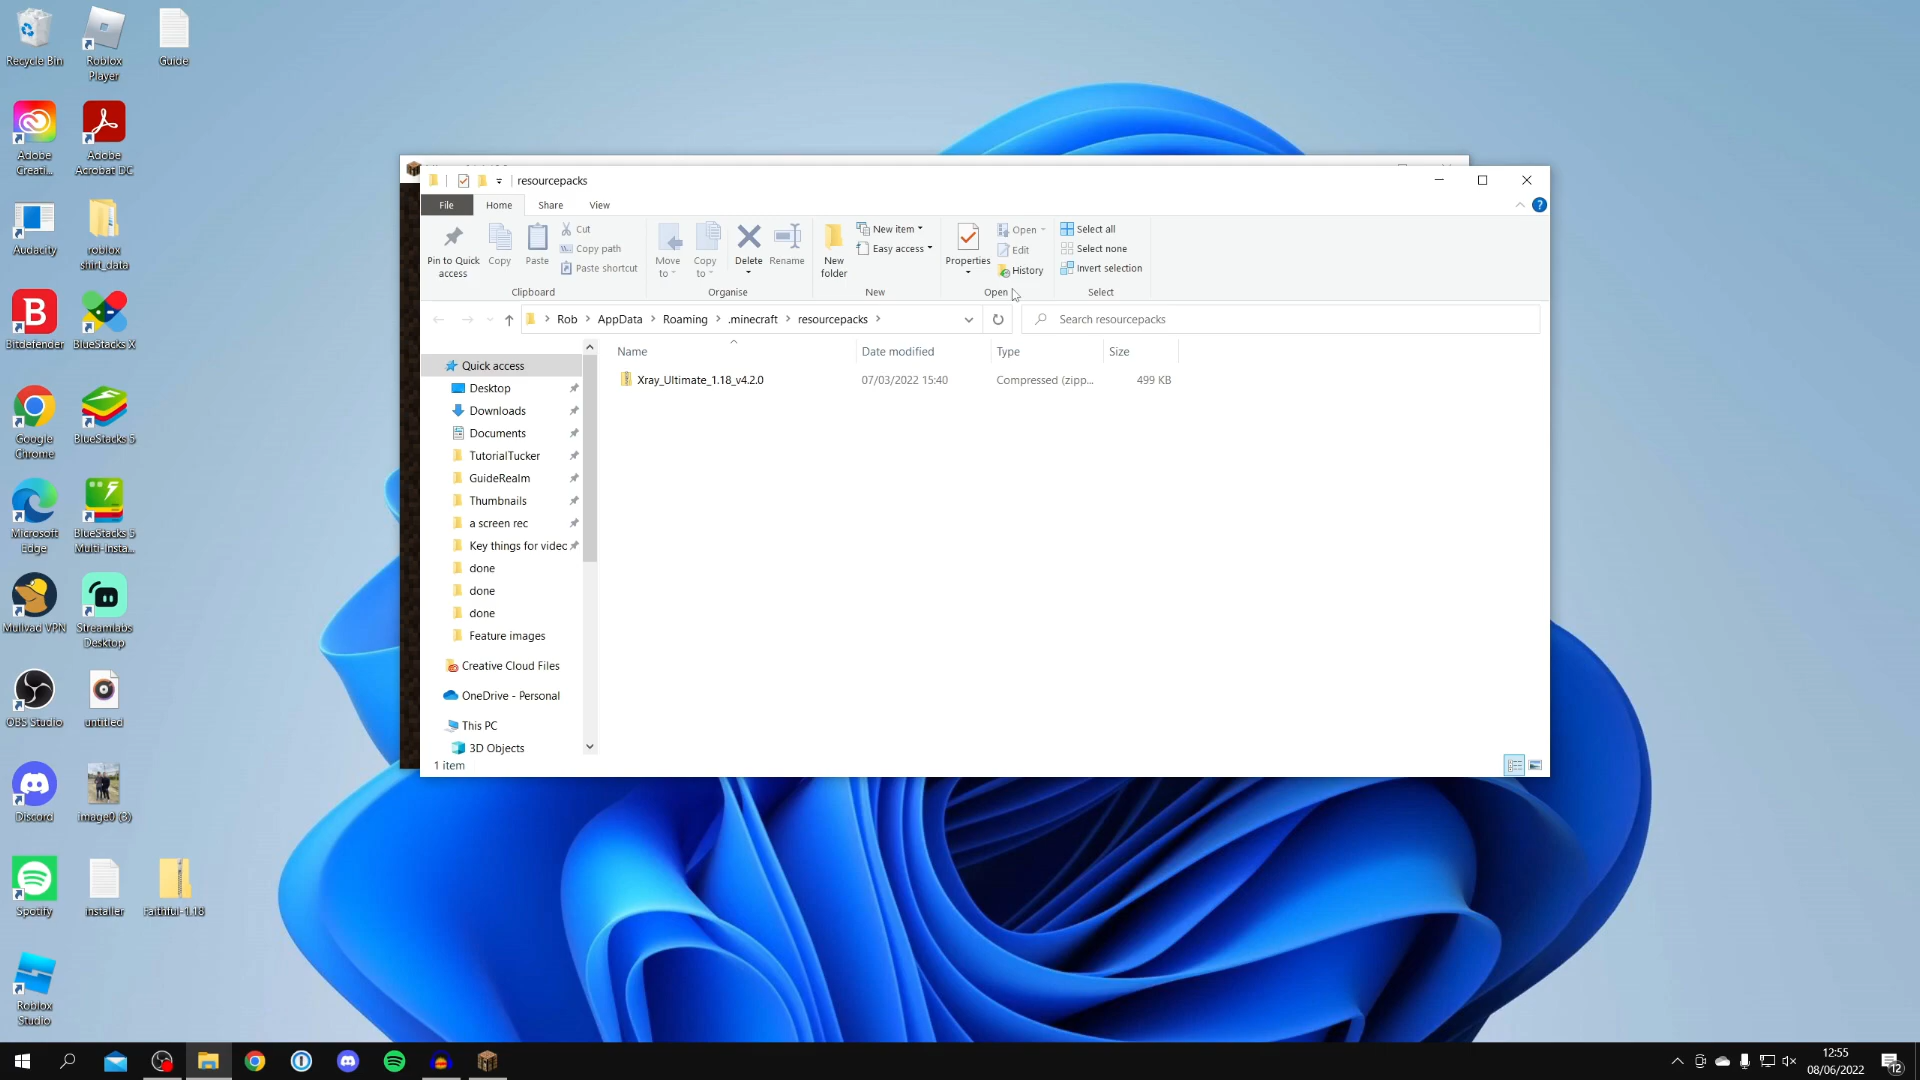 Recycle Bin
Roblox
Player
Guide
Adobe
Creati...
Adobe
Acrobat DC
Audacity
roblox
shirt_data
Bitdefender
BlueStacks X
Google
Chrome
BlueStacks 5
Microsoft
Edge
BlueStacks 5
Multi-Insta...
Mullvad VPN
Streamlabs
Desktop
OBS Studio
untitled
Discord
image0 (3)
Spotify
Installer
Faithful-1.18
Roblox
Studio
resourcepacks
File
Home
Share
View
Pin to Quick
access
Copy
Paste
Cut
Copy path
Paste shortcut
Clipboard
Move
to
Copy
to
Delete
Rename
Organise
New
folder
New item
Easy access
New
Properties
Open
Edit
History
Open
Select all
Select none
Invert selection
Select
Rob > AppData > Roaming > .minecraft > resourcepacks >
Search resourcepacks
Name
Date modified
Type
Size
Xray_Ultimate_1.18_v4.2.0
07/03/2022 15:40
Compressed (zipp...
499 KB
Quick access
Desktop
Downloads
Documents
TutorialTucker
GuideRealm
Thumbnails
a screen rec
Key things for videc
done
done
done
Feature images
Creative Cloud Files
OneDrive - Personal
This PC
3D Objects
1 item
12:55
08/06/2022
12